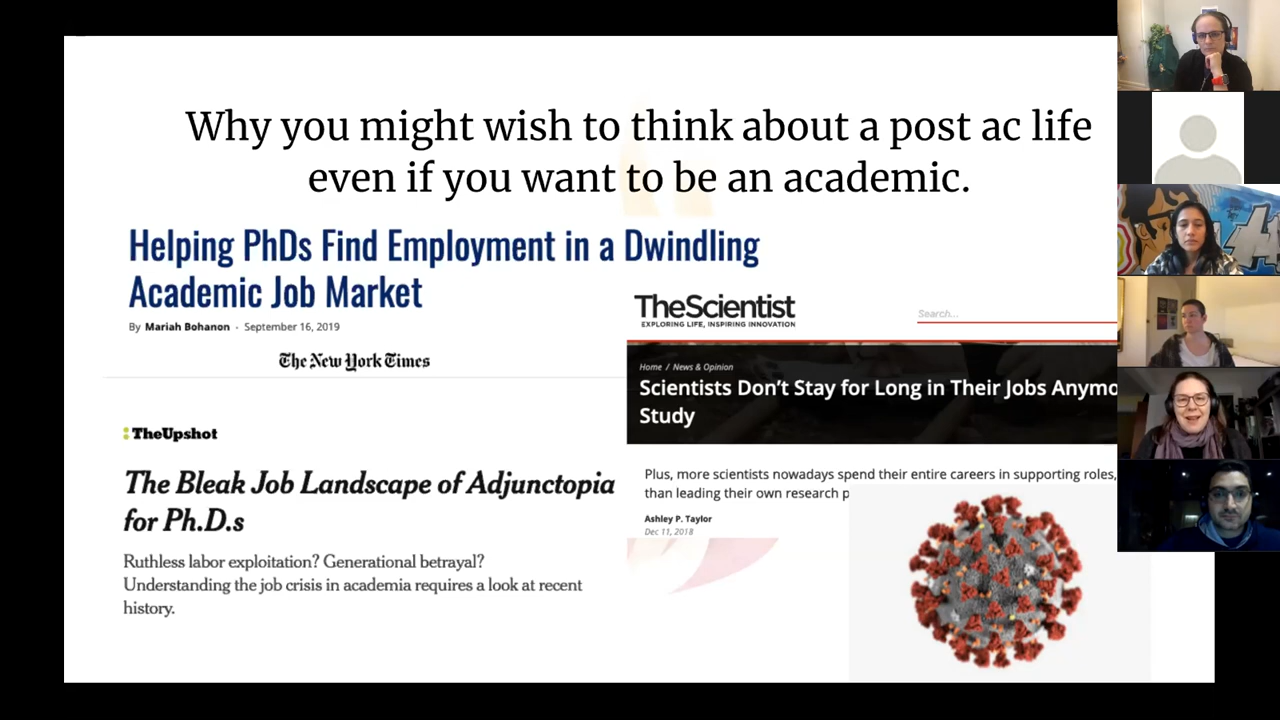 Why you might wish to think about a post ac life
even if you want to be an academic.
Helping PhDs Find Employment in a Dwindling
Academic Job Market
By Mariah Bohanon - September 16, 2019
The New York Times
TheUpshot
The Bleak Job Landscape of Adjunctopia
for Ph.D.s
Ruthless labor exploitation? Generational betrayal?
Understanding the job crisis in academia requires a look at recent
history.
TheScientist
EXPLORING LIFE, INSPIRING INNOVATION
Search...
Home / News & Opinion
Scientists Don't Stay for Long in Their Jobs Anymo
Study
Plus, more scientists nowadays spend their entire careers in supporting roles,
than leading their own research p
Ashley P. Taylor
Dec 11, 2018